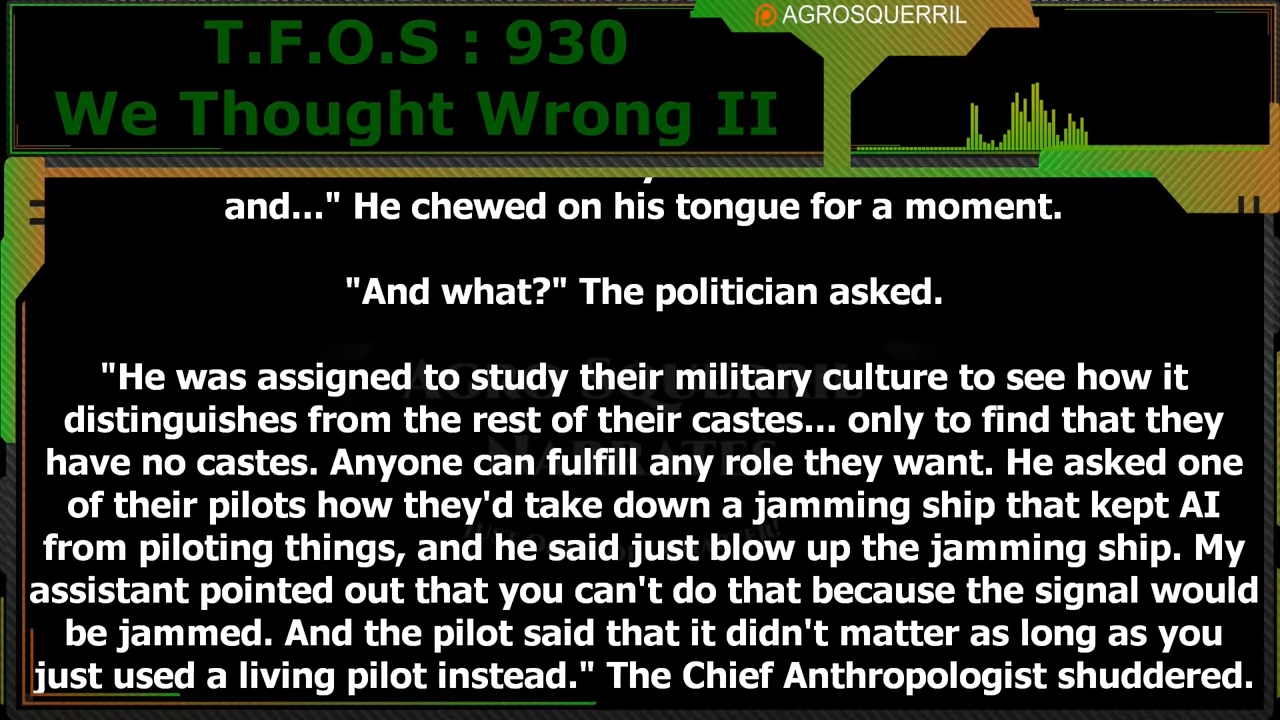 AGROSQUERRIL
T.F.O.S : 930
We Thought Wrong II
and..." He chewed on his tongue for a moment.
"And what?" The politician asked.
"He was assigned to study their military culture to see how it
distinguishes from the rest of their castes... only to find that they
have no castes. Anyone can fulfill any role they want. He asked one
of their pilots how they'd take down a jamming ship that kept AI
from piloting things, and he said just blow up the jamming ship. My
assistant pointed out that you can't do that because the signal would
be jammed. And the pilot said that it didn't matter as long as you
just used a living pilot instead." The Chief Anthropologist shuddered.
AGRO SQUERRIL
NARRATES